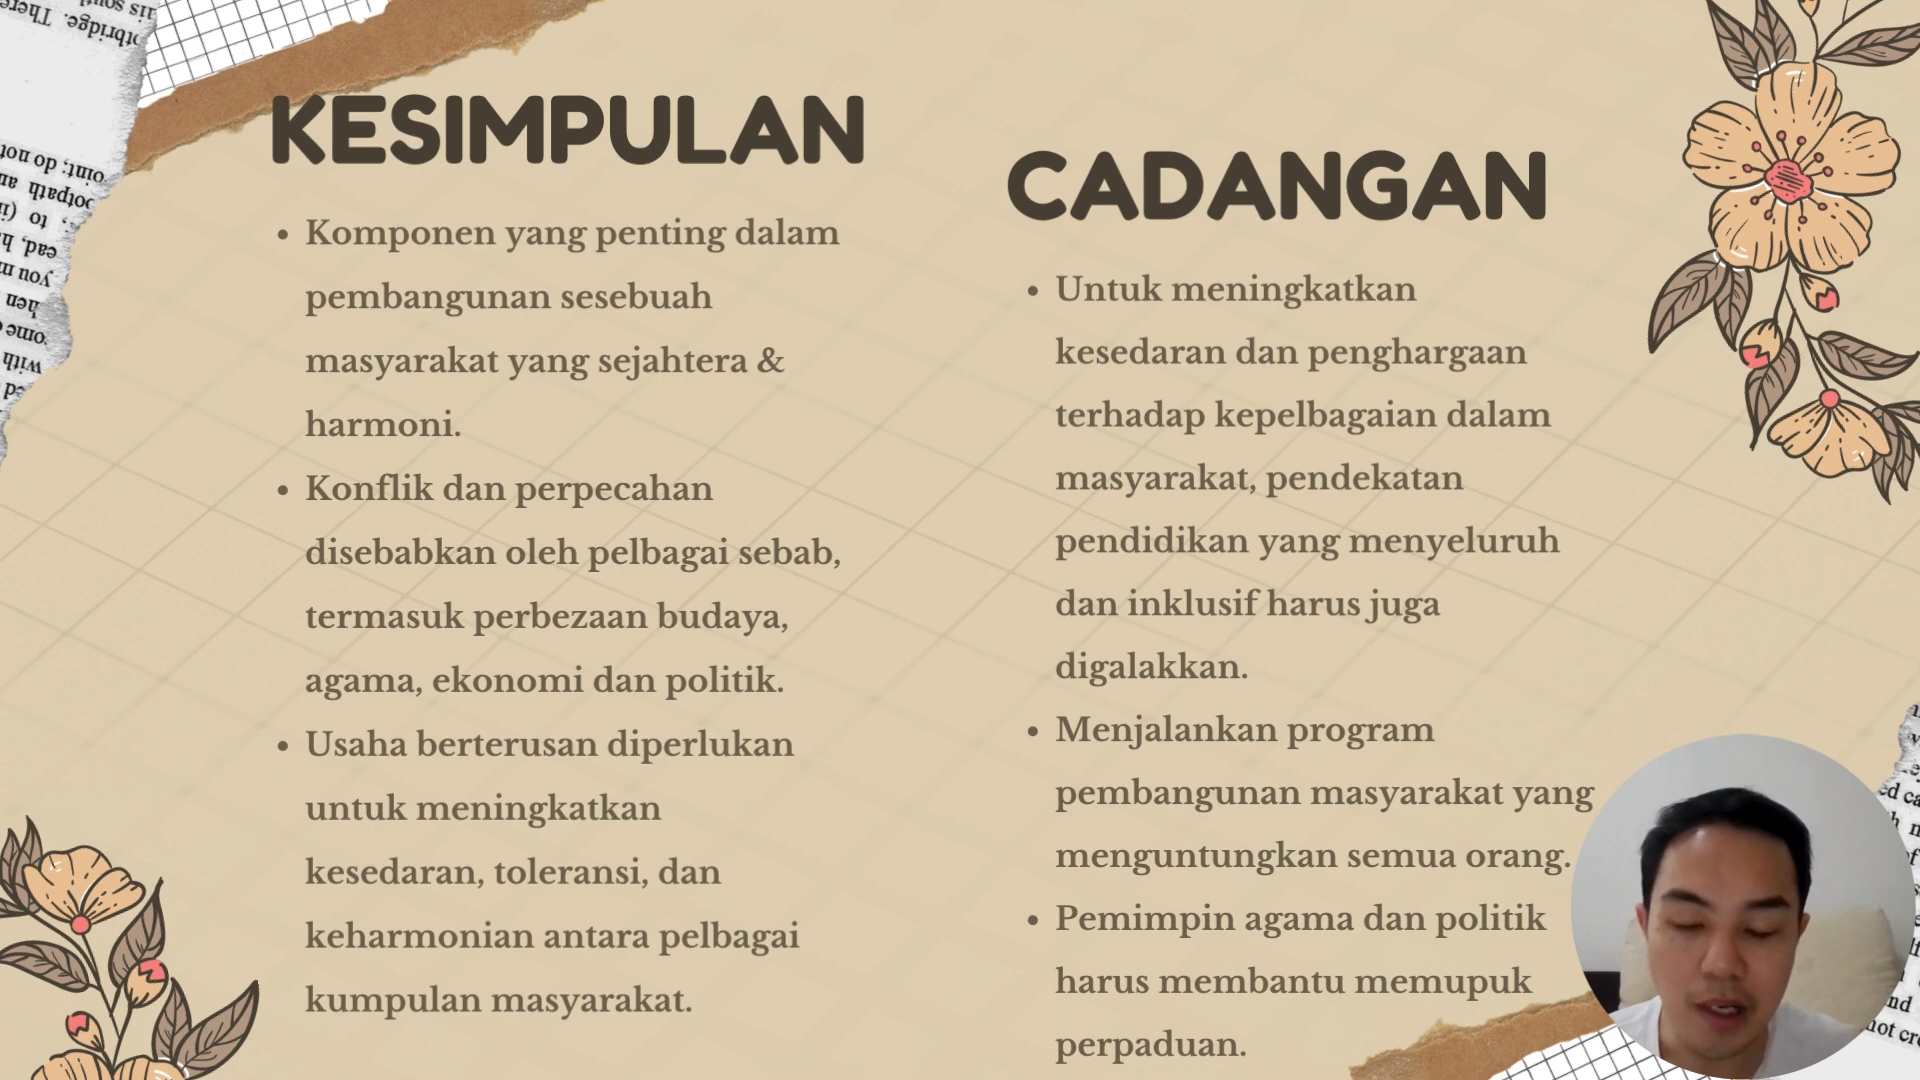 KESIMPULAN
Komponen yang penting dalam
pembangunan sesebuah
masyarakat yang sejahtera &
harmoni.
Konflik dan perpecahan
disebabkan oleh pelbagai sebab,
termasuk perbezaan budaya,
agama, ekonomi dan politik.
Usaha berterusan diperlukan
untuk meningkatkan
kesedaran, toleransi, dan
keharmonian antara pelbagai
kumpulan masyarakat.
CADANGAN
Untuk meningkatkan
kesedaran dan penghargaan
terhadap kepelbagaian dalam
masyarakat, pendekatan
pendidikan yang menyeluruh
dan inklusif harus juga
digalakkan.
Menjalankan program
pembangunan masyarakat yang
menguntungkan semua orang.
Pemimpin agama dan politik
harus membantu memupuk
perpaduan.